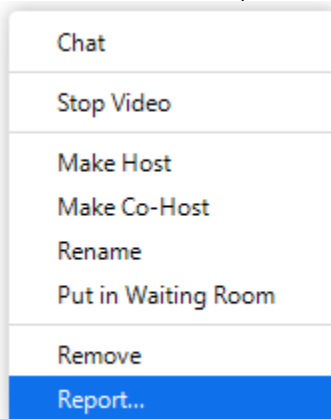 Chat
Stop Video
Make Host
Make Co-Host
Rename
Put in Waiting Room
Remove
Report...